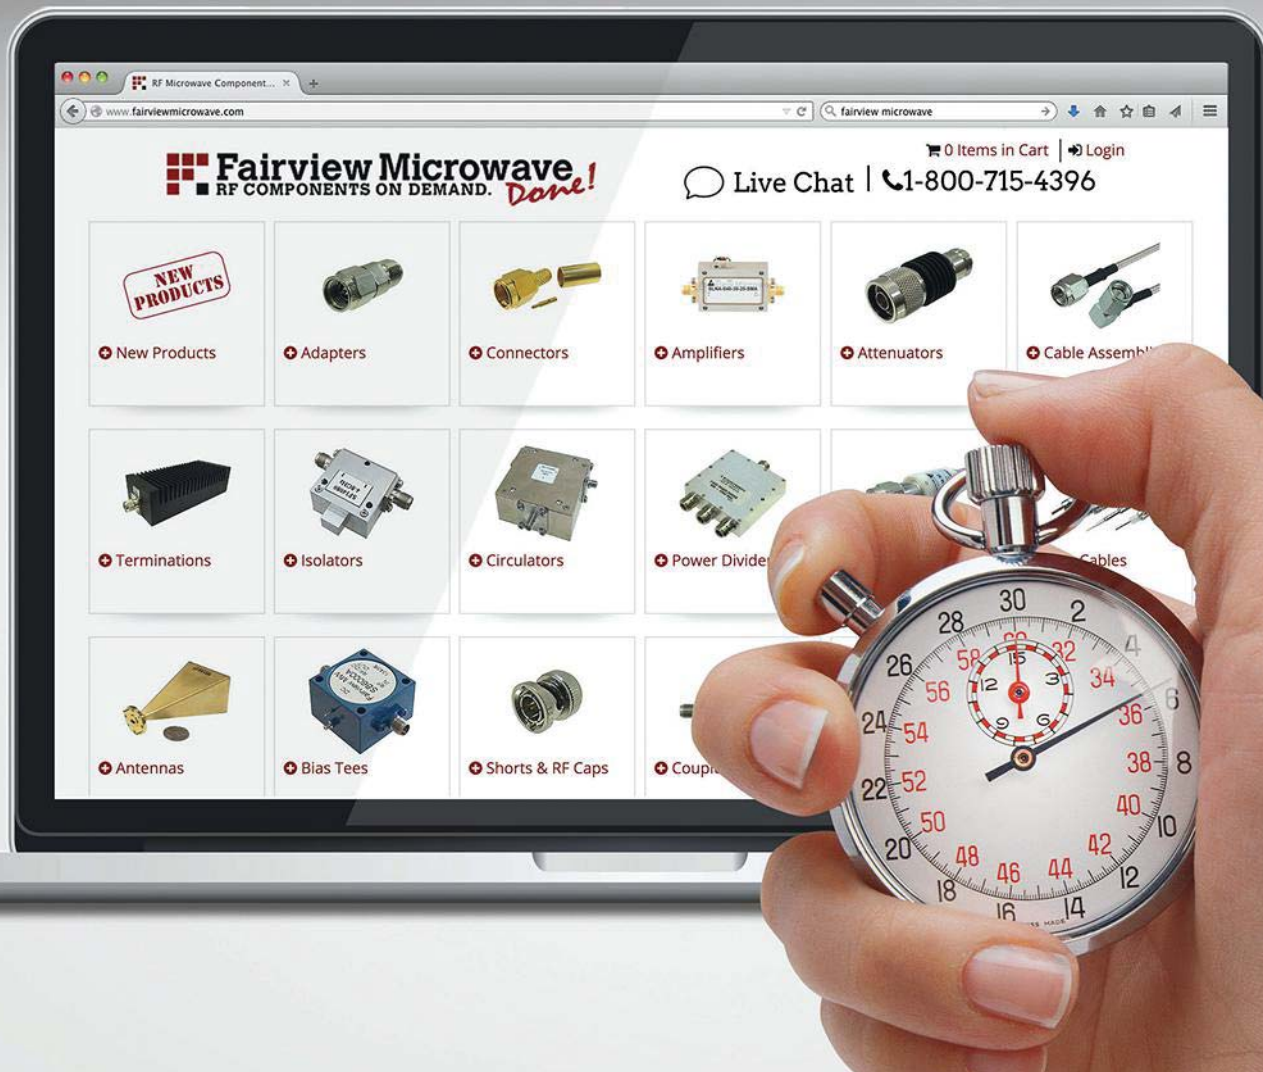 RF Microwave Component...
www.fairviewmicrowave.com
fairview microwave
0 Items in Cart | Login
Fairview Microwave
RF COMPONENTS ON DEMAND. Done!
Live Chat | 1-800-715-4396
NEW PRODUCTS
New Products
Adapters
Connectors
Amplifiers
Attenuators
Cable Assembl
Terminations
Isolators
Circulators
Power Divide
Cables
Antennas
Bias Tees
Shorts & RF Caps
Coupl
30 2 4 6 8 10 12 14 16 18 20 22 24 26 28
60 32 34 36 38 40 42 44 46 48 50 52 54 56 58
15 3 6 9 12